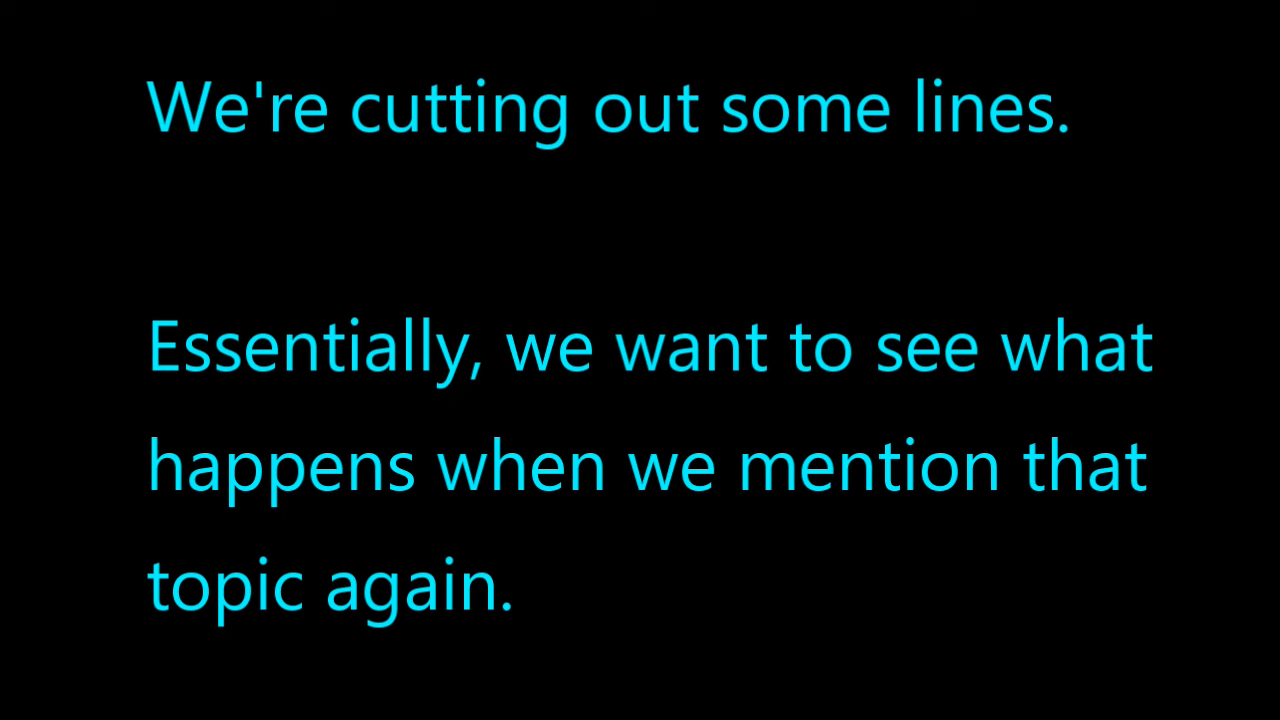 We're cutting out some lines.
Essentially, we want to see what
happens when we mention that
topic again.